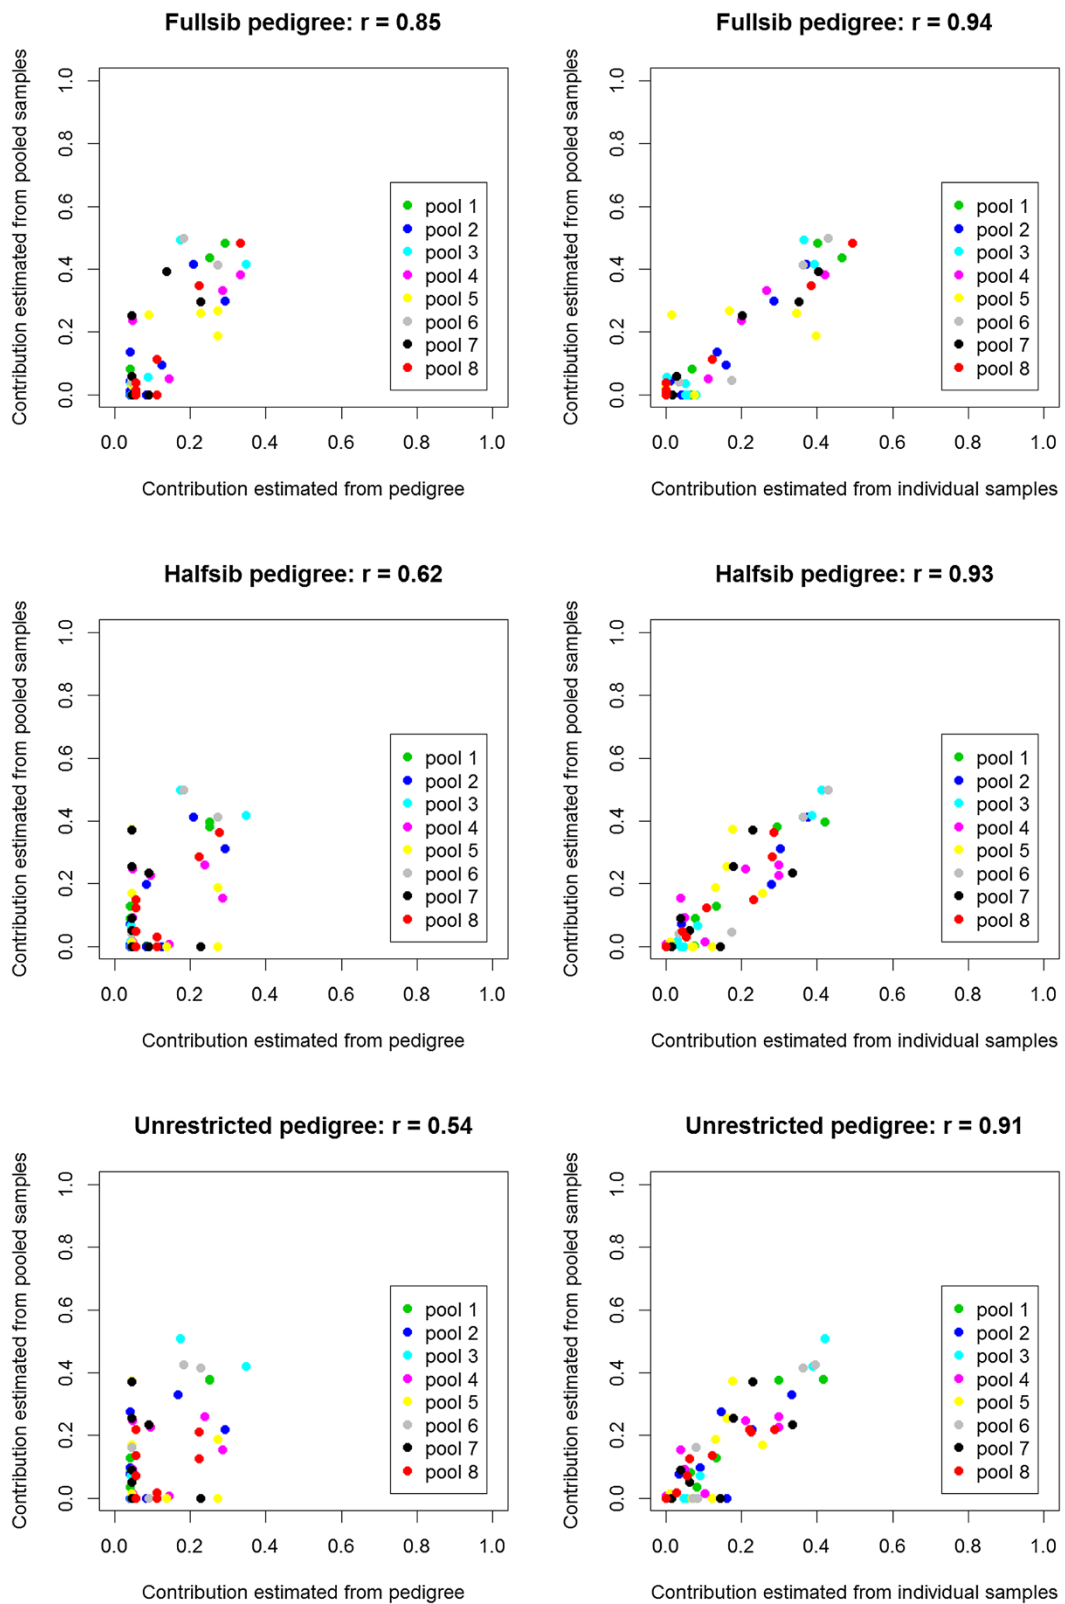 Fullsib pedigree: r = 0.85
Contribution estimated from pooled samples
1.0
0.8
0.6
0.4
0.2
0.0
pool 1
pool 2
pool 3
pool 4
pool 5
pool 6
pool 7
pool 8
0.0 0.2 0.4 0.6 0.8 1.0
Contribution estimated from pedigree
Fullsib pedigree: r = 0.94
Contribution estimated from pooled samples
1.0
0.8
0.6
0.4
0.2
0.0
pool 1
pool 2
pool 3
pool 4
pool 5
pool 6
pool 7
pool 8
0.0 0.2 0.4 0.6 0.8 1.0
Contribution estimated from individual samples
Halfsib pedigree: r = 0.62
Contribution estimated from pooled samples
1.0
0.8
0.6
0.4
0.2
0.0
pool 1
pool 2
pool 3
pool 4
pool 5
pool 6
pool 7
pool 8
0.0 0.2 0.4 0.6 0.8 1.0
Contribution estimated from pedigree
Halfsib pedigree: r = 0.93
Contribution estimated from pooled samples
1.0
0.8
0.6
0.4
0.2
0.0
pool 1
pool 2
pool 3
pool 4
pool 5
pool 6
pool 7
pool 8
0.0 0.2 0.4 0.6 0.8 1.0
Contribution estimated from individual samples
Unrestricted pedigree: r = 0.54
Contribution estimated from pooled samples
1.0
0.8
0.6
0.4
0.2
0.0
pool 1
pool 2
pool 3
pool 4
pool 5
pool 6
pool 7
pool 8
0.0 0.2 0.4 0.6 0.8 1.0
Contribution estimated from pedigree
Unrestricted pedigree: r = 0.91
Contribution estimated from pooled samples
1.0
0.8
0.6
0.4
0.2
0.0
pool 1
pool 2
pool 3
pool 4
pool 5
pool 6
pool 7
pool 8
0.0 0.2 0.4 0.6 0.8 1.0
Contribution estimated from individual samples